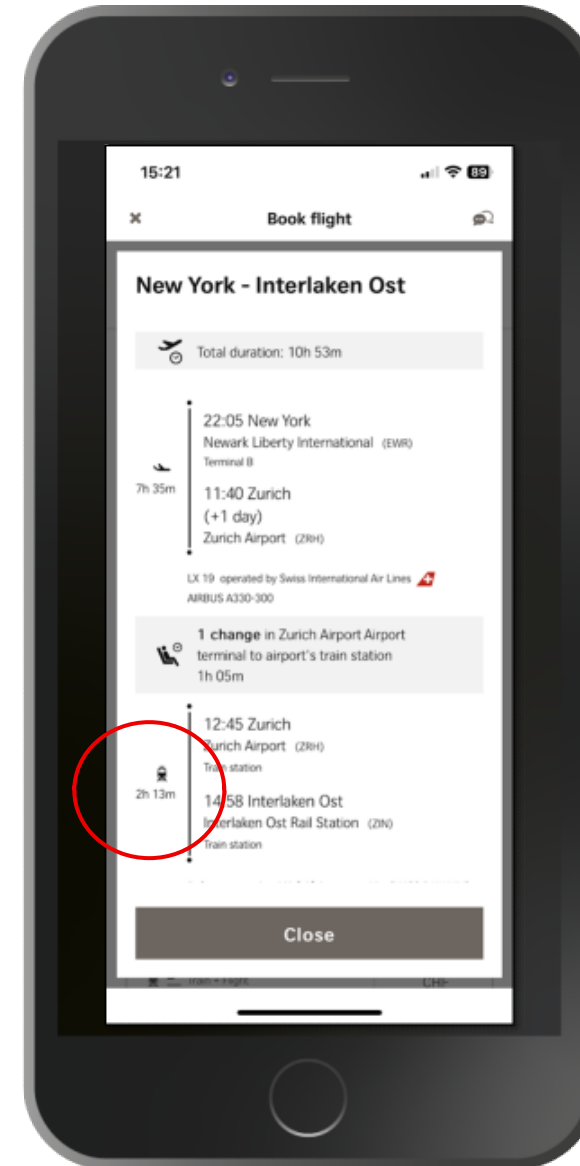 15:21
89
Book flight
New York - Interlaken Ost
Total duration: 10h 53m
22:05 New York
Newark Liberty International (EWR)
Terminal B
7h 35m
11:40 Zurich
(+1 day)
Zurich Airport (ZRH)
LX 19 operated by Swiss International Air Lines
AIRBUS A330-300
1 change in Zurich Airport Airport
terminal to airport's train station
1h 05m
12:45 Zurich
Zurich Airport (ZRH)
Train station
2h 13m
14:58 Interlaken Ost
Interlaken Ost Rail Station (ZIN)
Train station
Close
Train + Flight
CHF